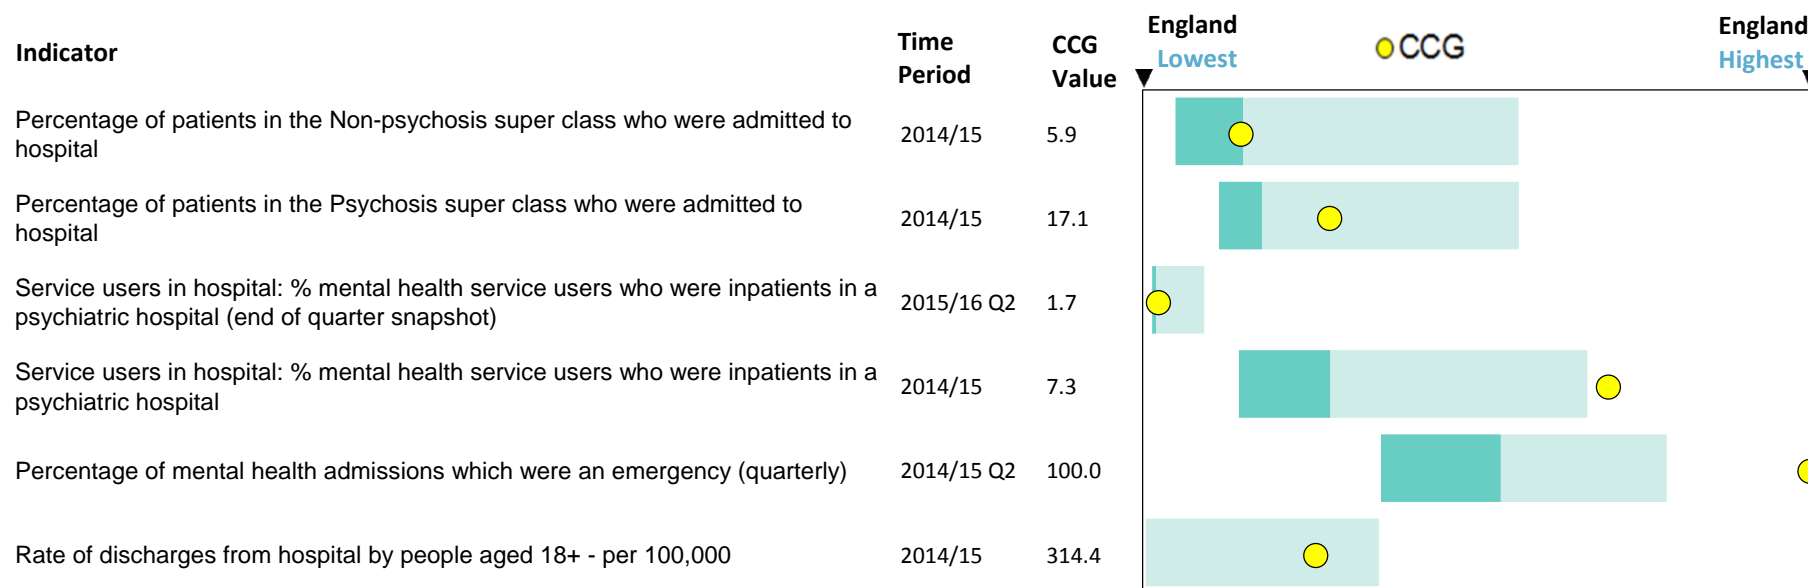 Indicator
Time
Period
CCG
Value
England
Lowest
CCG
England
Highest
Percentage of patients in the Non-psychosis super class who were admitted to
hospital
2014/15
5.9
Percentage of patients in the Psychosis super class who were admitted to
hospital
2014/15
17.1
Service users in hospital: % mental health service users who were inpatients in a
psychiatric hospital (end of quarter snapshot)
2015/16 Q2
1.7
Service users in hospital: % mental health service users who were inpatients in a
psychiatric hospital
2014/15
7.3
Percentage of mental health admissions which were an emergency (quarterly)
2014/15 Q2
100.0
Rate of discharges from hospital by people aged 18+ - per 100,000
2014/15
314.4